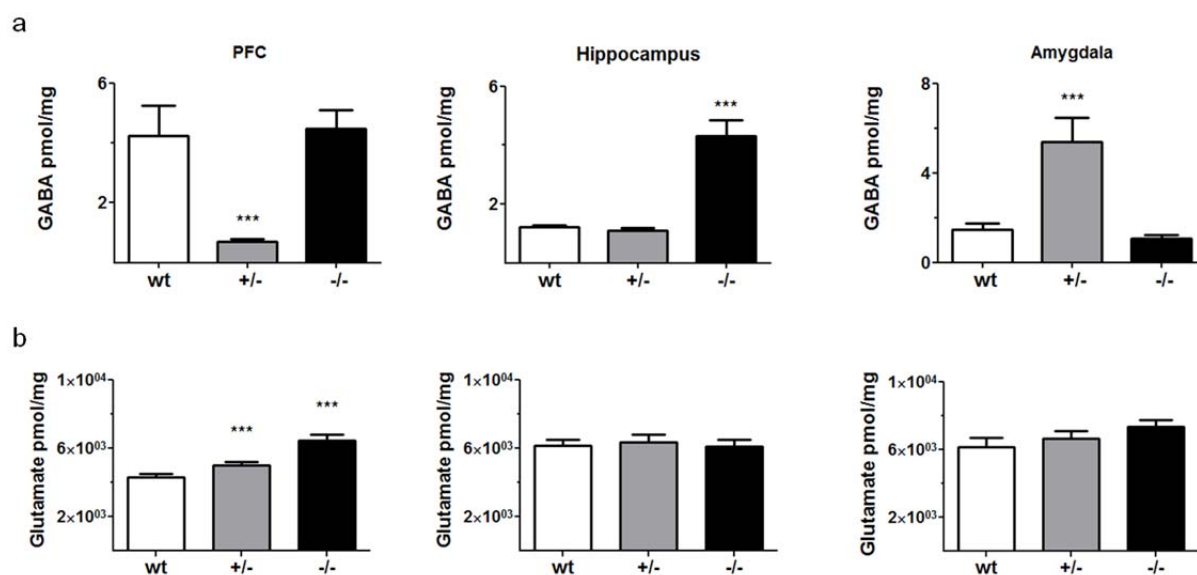 a
PFC
GABA pmol/mg
6
2
***
wt +/- -/-
Hippocampus
GABA pmol/mg
6
2
***
wt +/- -/-
Amygdala
GABA pmol/mg
8
4
0
***
wt +/- -/-
b
Glutamate pmol/mg
1×10⁰⁴
6×10⁰³
2×10⁰³
***
***
wt +/- -/-
Glutamate pmol/mg
1×10⁰⁴
6×10⁰³
2×10⁰³
wt +/- -/-
Glutamate pmol/mg
1×10⁰⁴
6×10⁰³
2×10⁰³
wt +/- -/-